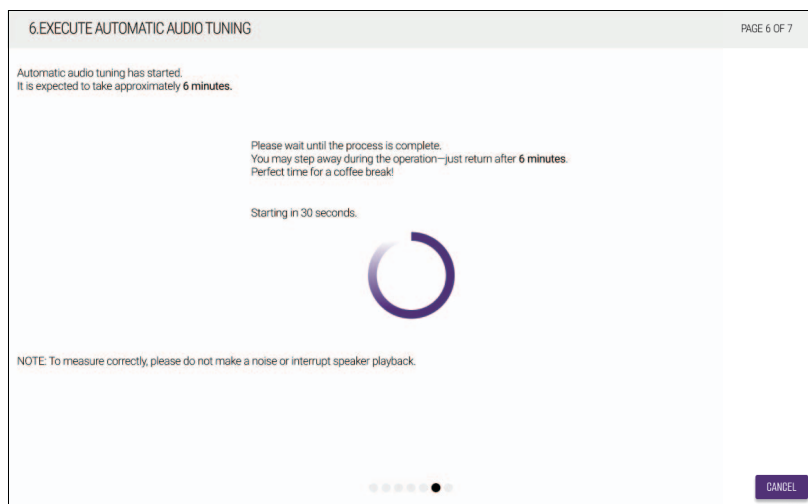 6.EXECUTE AUTOMATIC AUDIO TUNING
PAGE 6 OF 7
Automatic audio tuning has started.
It is expected to take approximately 6 minutes.
Please wait until the process is complete.
You may step away during the operation—just return after 6 minutes.
Perfect time for a coffee break!
Starting in 30 seconds.
NOTE: To measure correctly, please do not make a noise or interrupt speaker playback.
CANCEL